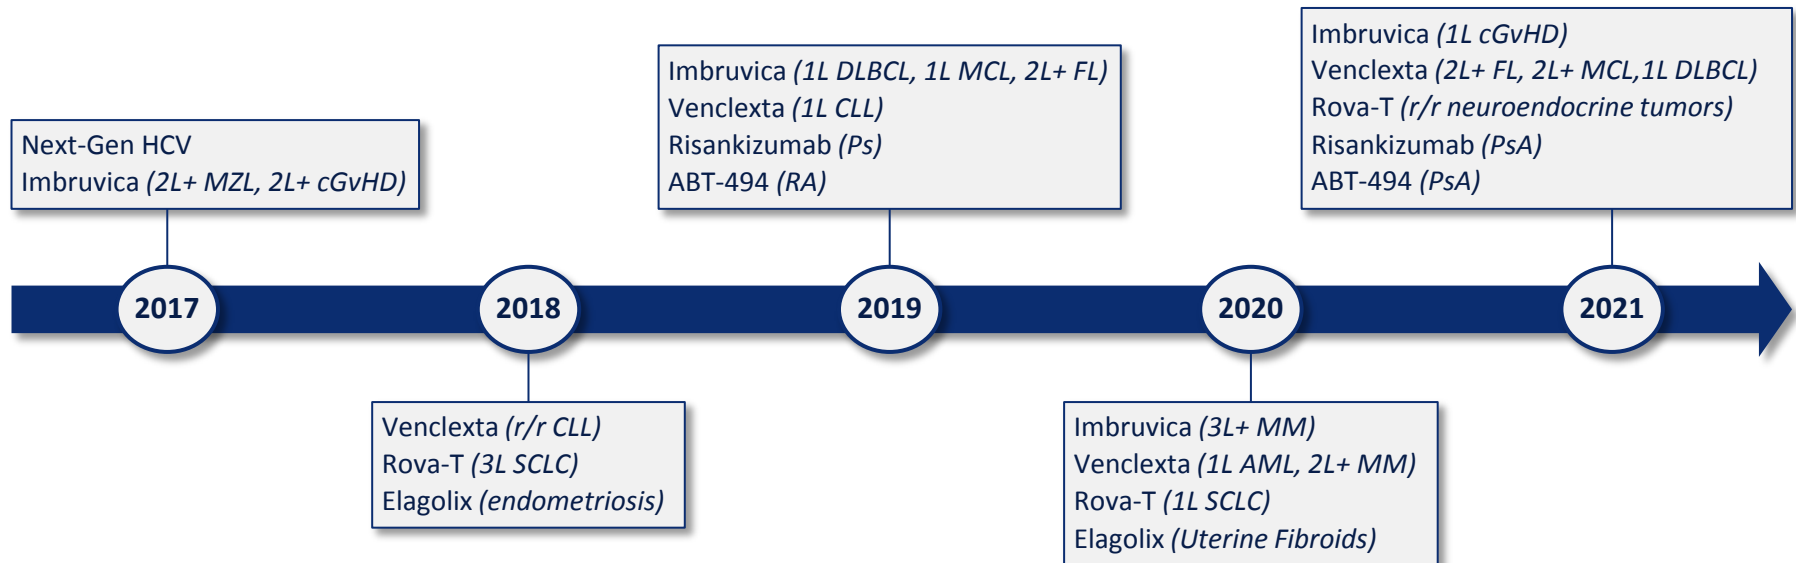 Next-Gen HCV
Imbruvica (2L+ MZL, 2L+ cGvHD)
Imbruvica (1L DLBCL, 1L MCL, 2L+ FL)
Venclexta (1L CLL)
Risankizumab (Ps)
ABT-494 (RA)
Imbruvica (1L cGvHD)
Venclexta (2L+ FL, 2L+ MCL,1L DLBCL)
Rova-T (r/r neuroendocrine tumors)
Risankizumab (PsA)
ABT-494 (PsA)
2017
2018
2019
2020
2021
Venclexta (r/r CLL)
Rova-T (3L SCLC)
Elagolix (endometriosis)
Imbruvica (3L+ MM)
Venclexta (1L AML, 2L+ MM)
Rova-T (1L SCLC)
Elagolix (Uterine Fibroids)